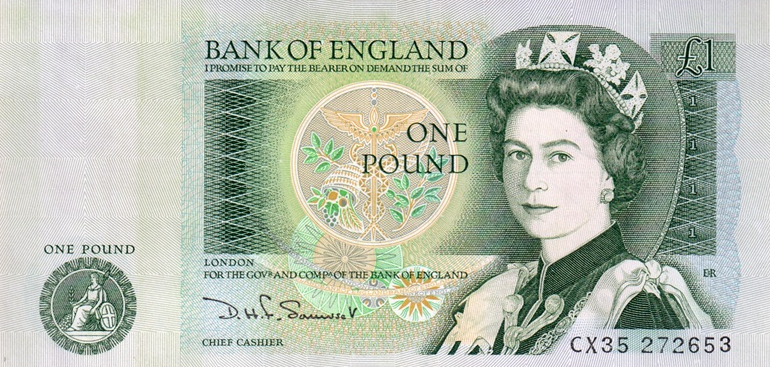 BANK OF ENGLAND
I PROMISE TO PAY THE BEARER ON DEMAND THE SUM OF
£1
ONE
POUND
1
1
1
1
1
ONE POUND
LONDON
FOR THE GOVR AND COMPA OF THE BANK OF ENGLAND
ER
D.H.F. Somerset
CHIEF CASHIER
CX35 272653